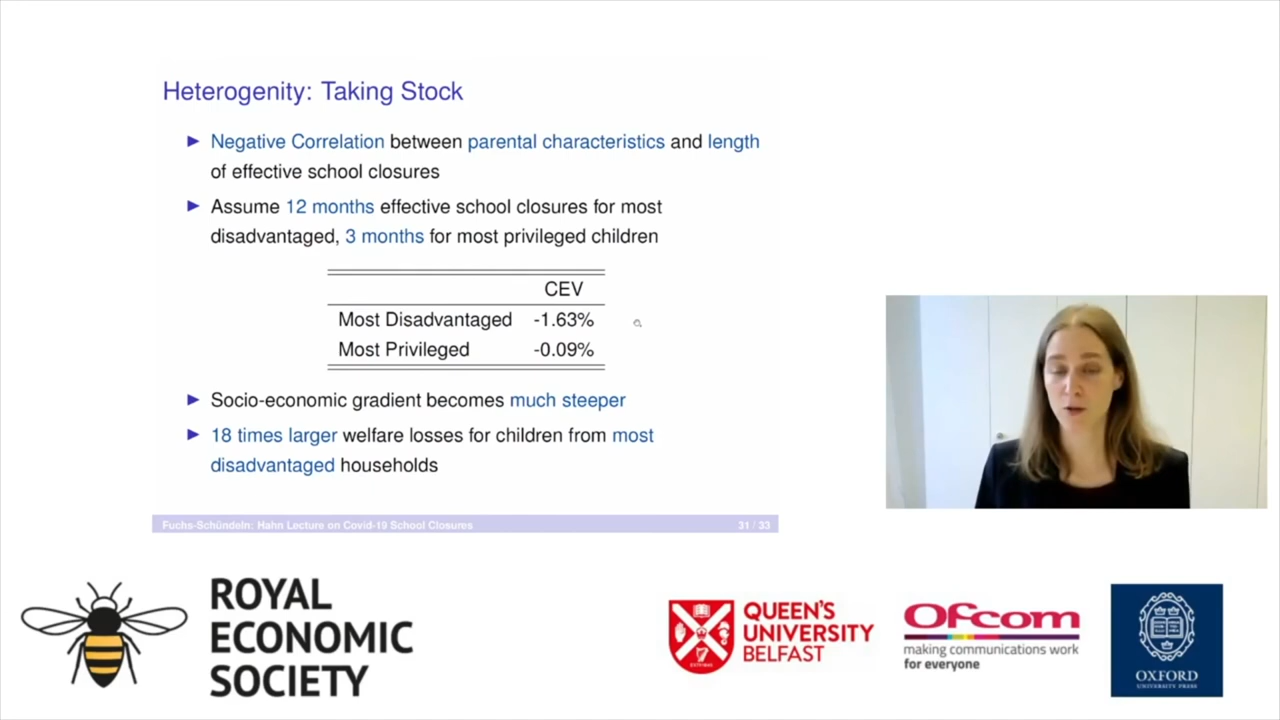 Heterogenity: Taking Stock
Negative Correlation between parental characteristics and length
of effective school closures
Assume 12 months effective school closures for most
disadvantaged, 3 months for most privileged children
CEV
Most Disadvantaged -1.63%
Most Privileged -0.09%
Socio-economic gradient becomes much steeper
18 times larger welfare losses for children from most
disadvantaged households
Fuchs-Schündeln: Hahn Lecture on Covid-19 School Closures 31 / 33
ROYAL
ECONOMIC
SOCIETY
QUEEN'S
UNIVERSITY
BELFAST
Ofcom
making communications work
for everyone
OXFORD
UNIVERSITY PRESS